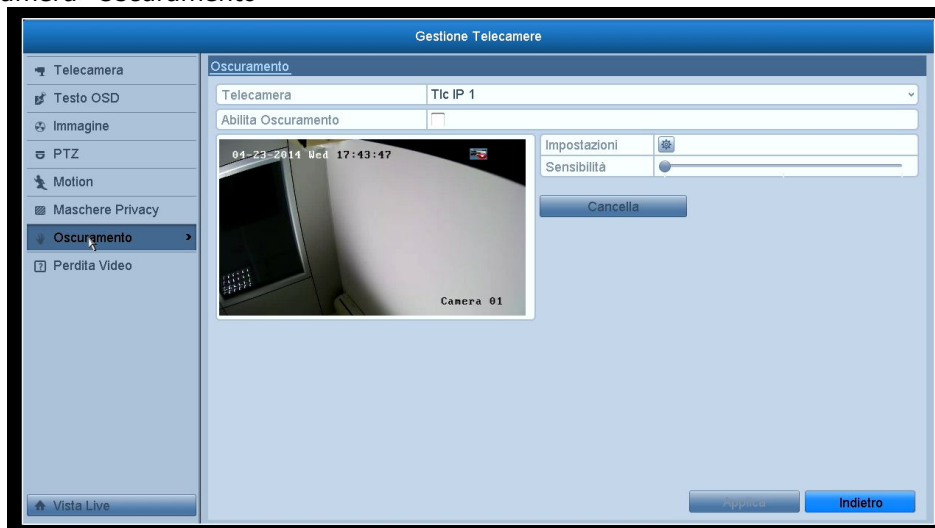 Gestione Telecamere
Telecamera
Testo OSD
Immagine
PTZ
Motion
Maschere Privacy
Oscuramento >
Perdita Video
Vista Live
Oscuramento
Telecamera Tlc IP 1
Abilita Oscuramento
04-23-2014 Wed 17:43:47
Camera 01
Impostazioni
Sensibilità
Cancella
Applica
Indietro